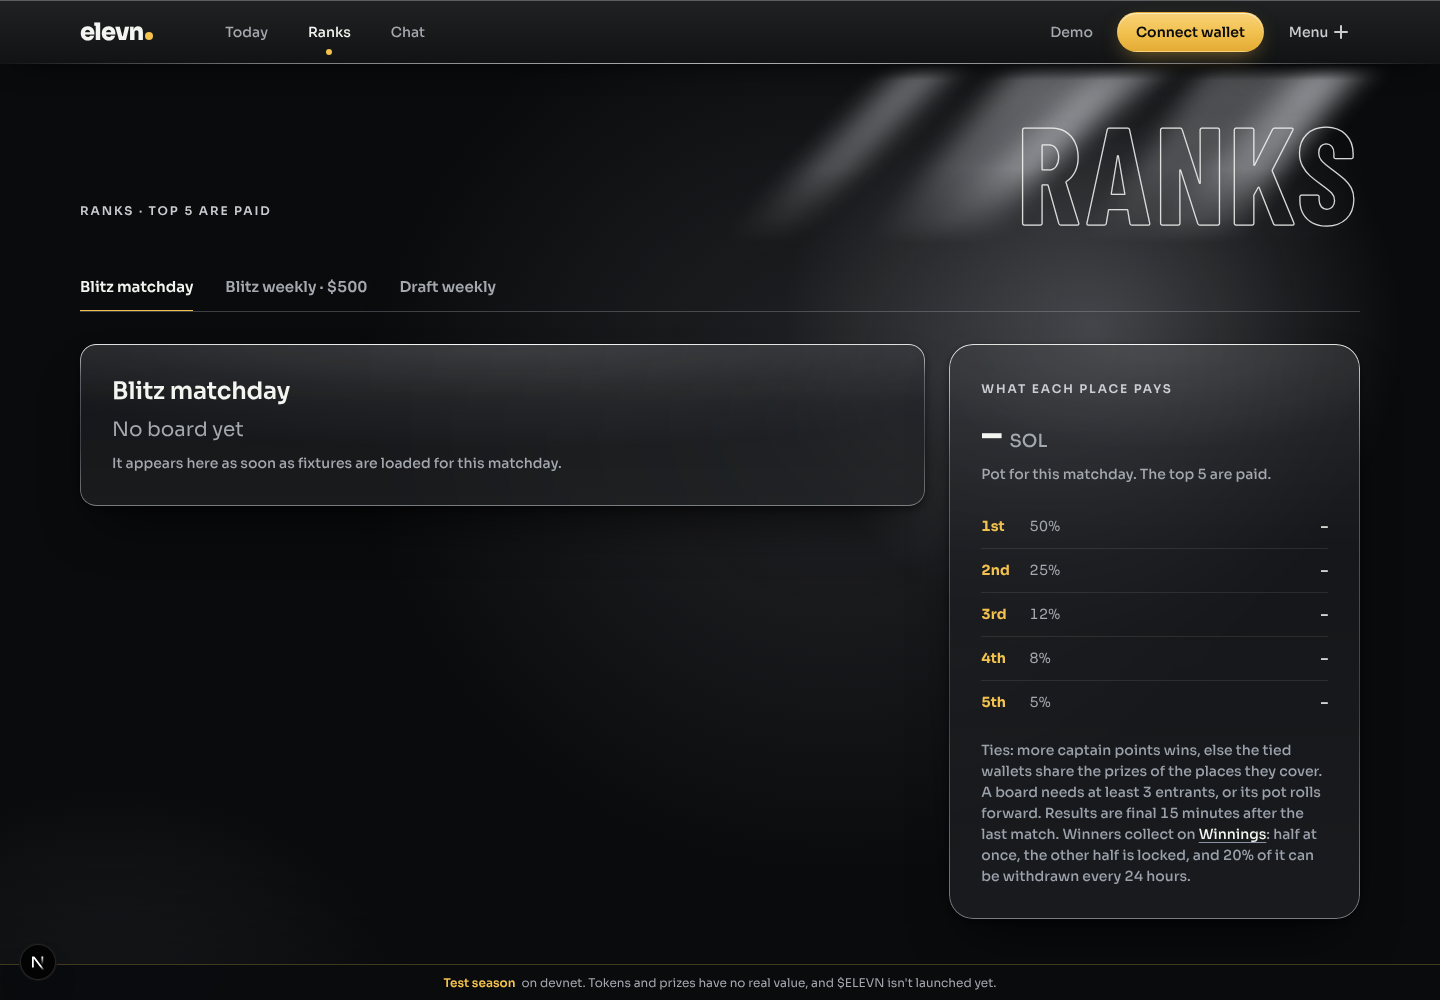 elevn.
Today
Ranks
Chat
Demo
Connect wallet
Menu +
RANKS
RANKS · TOP 5 ARE PAID
Blitz matchday
Blitz weekly · $500
Draft weekly
Blitz matchday
No board yet
It appears here as soon as fixtures are loaded for this matchday.
WHAT EACH PLACE PAYS
– SOL
Pot for this matchday. The top 5 are paid.
1st 50% –
2nd 25% –
3rd 12% –
4th 8% –
5th 5% –
Ties: more captain points wins, else the tied
wallets share the prizes of the places they cover.
A board needs at least 3 entrants, or its pot rolls
forward. Results are final 15 minutes after the
last match. Winners collect on Winnings: half at
once, the other half is locked, and 20% of it can
be withdrawn every 24 hours.
N
Test season on devnet. Tokens and prizes have no real value, and $ELEVN isn't launched yet.